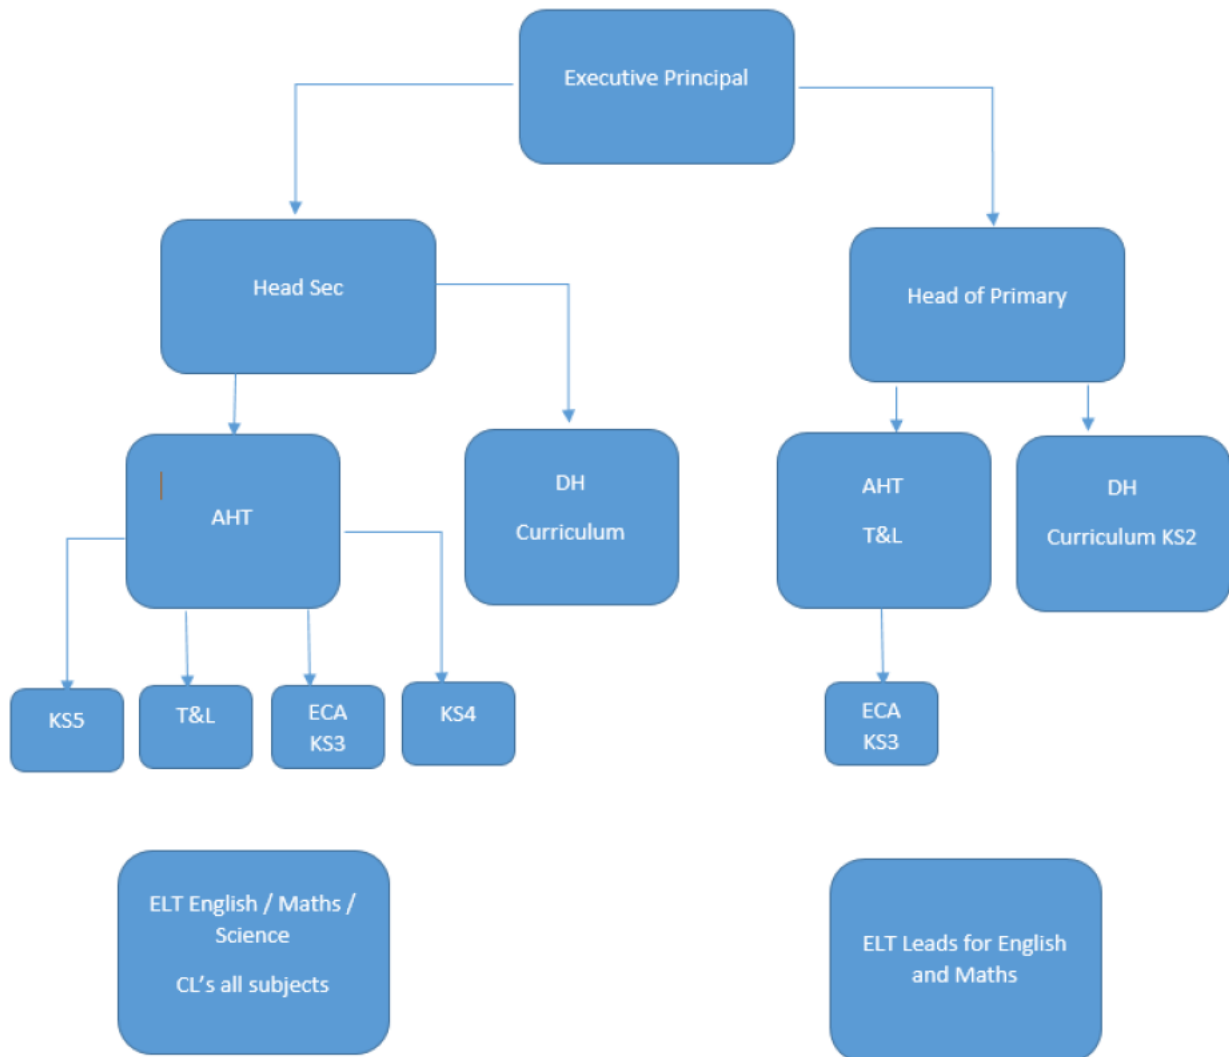 Executive Principal
Head Sec
Head of Primary
AHT
DH
Curriculum
AHT
T&L
DH
Curriculum KS2
KS5
T&L
ECA
KS3
KS4
ECA
KS3
ELT English / Maths /
Science
CL’s all subjects
ELT Leads for English
and Maths